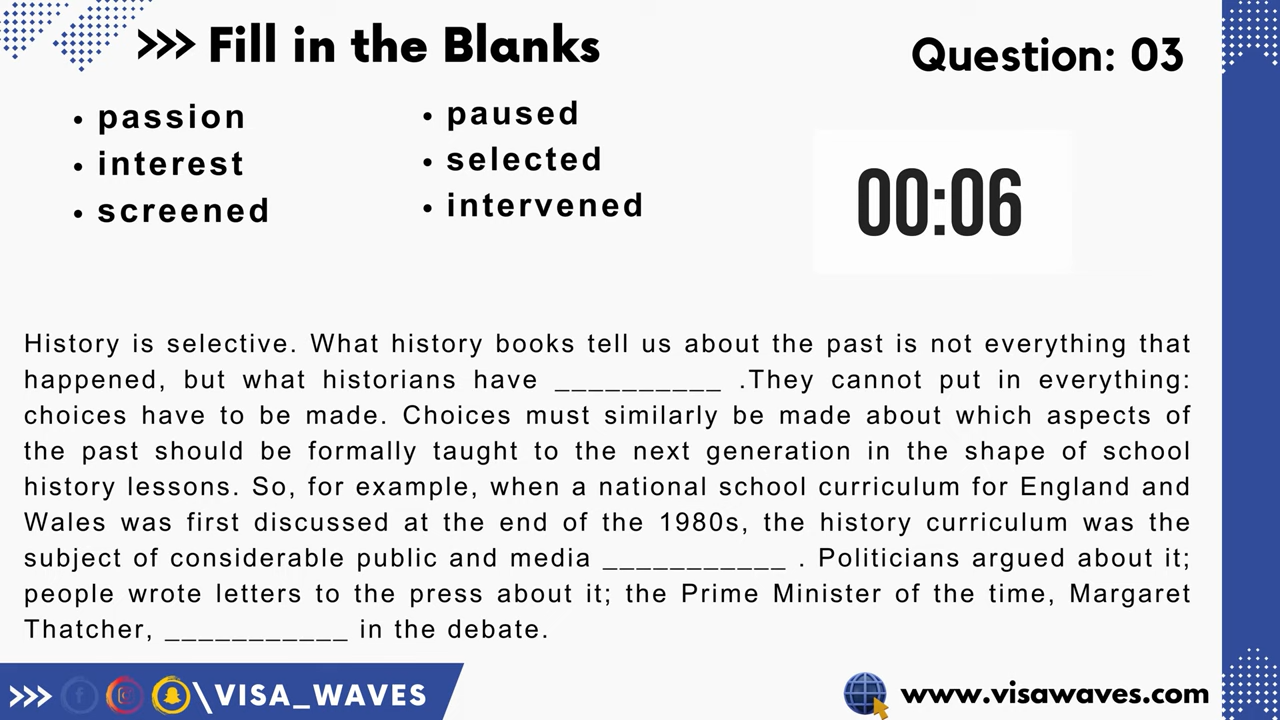 >>> Fill in the Blanks
Question: 03
• passion
• interest
• screened
• paused
• selected
• intervened
00:06
History is selective. What history books tell us about the past is not everything that
happened, but what historians have __________ .They cannot put in everything:
choices have to be made. Choices must similarly be made about which aspects of
the past should be formally taught to the next generation in the shape of school
history lessons. So, for example, when a national school curriculum for England and
Wales was first discussed at the end of the 1980s, the history curriculum was the
subject of considerable public and media ___________ . Politicians argued about it;
people wrote letters to the press about it; the Prime Minister of the time, Margaret
Thatcher, ___________ in the debate.
>>> \VISA_WAVES
www.visawaves.com